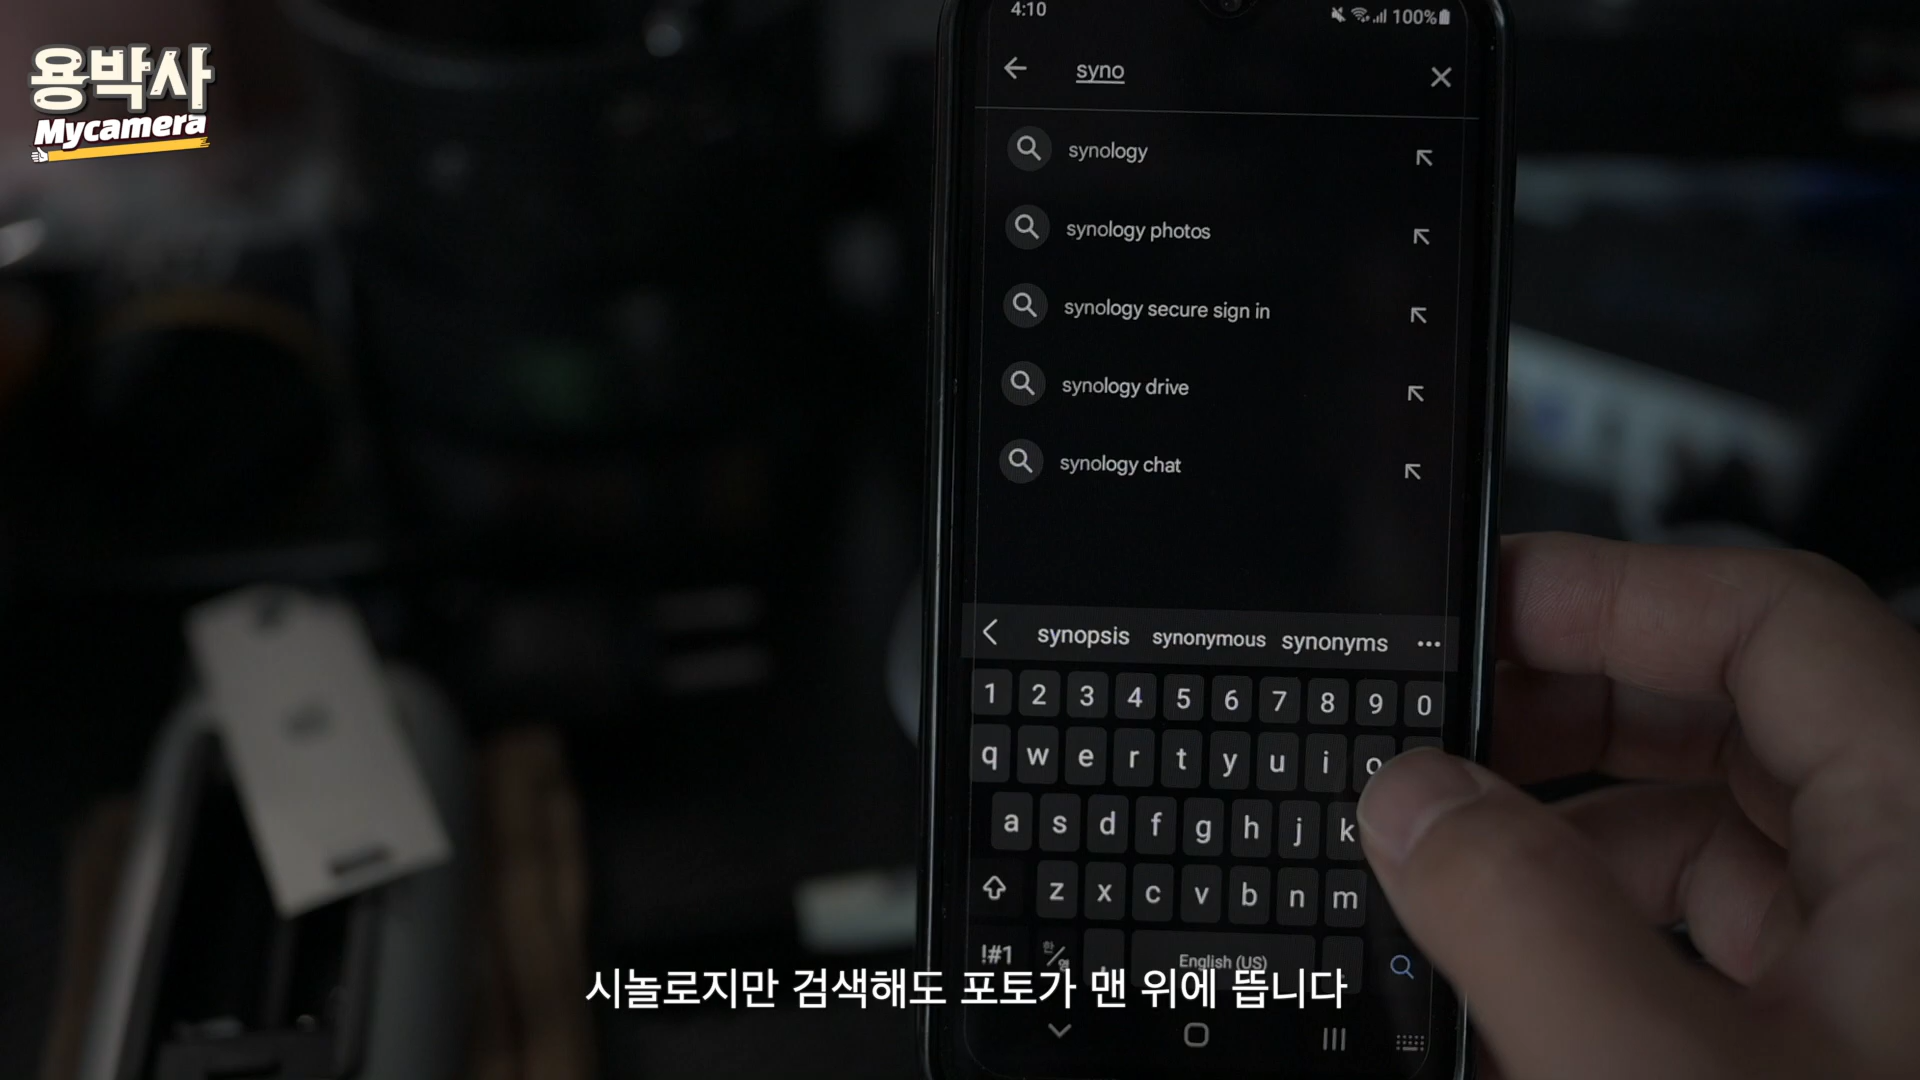 용박사
Mycamera
4:10
100%
syno
synology
synology photos
synology secure sign in
synology drive
synology chat
synopsis synonymous synonyms
1 2 3 4 5 6 7 8 9 0
q w e r t y u i o
a s d f g h j k
z x c v b n m
!#1 한/영 , English (US) .
시놀로지만 검색해도 포토가 맨 위에 뜹니다